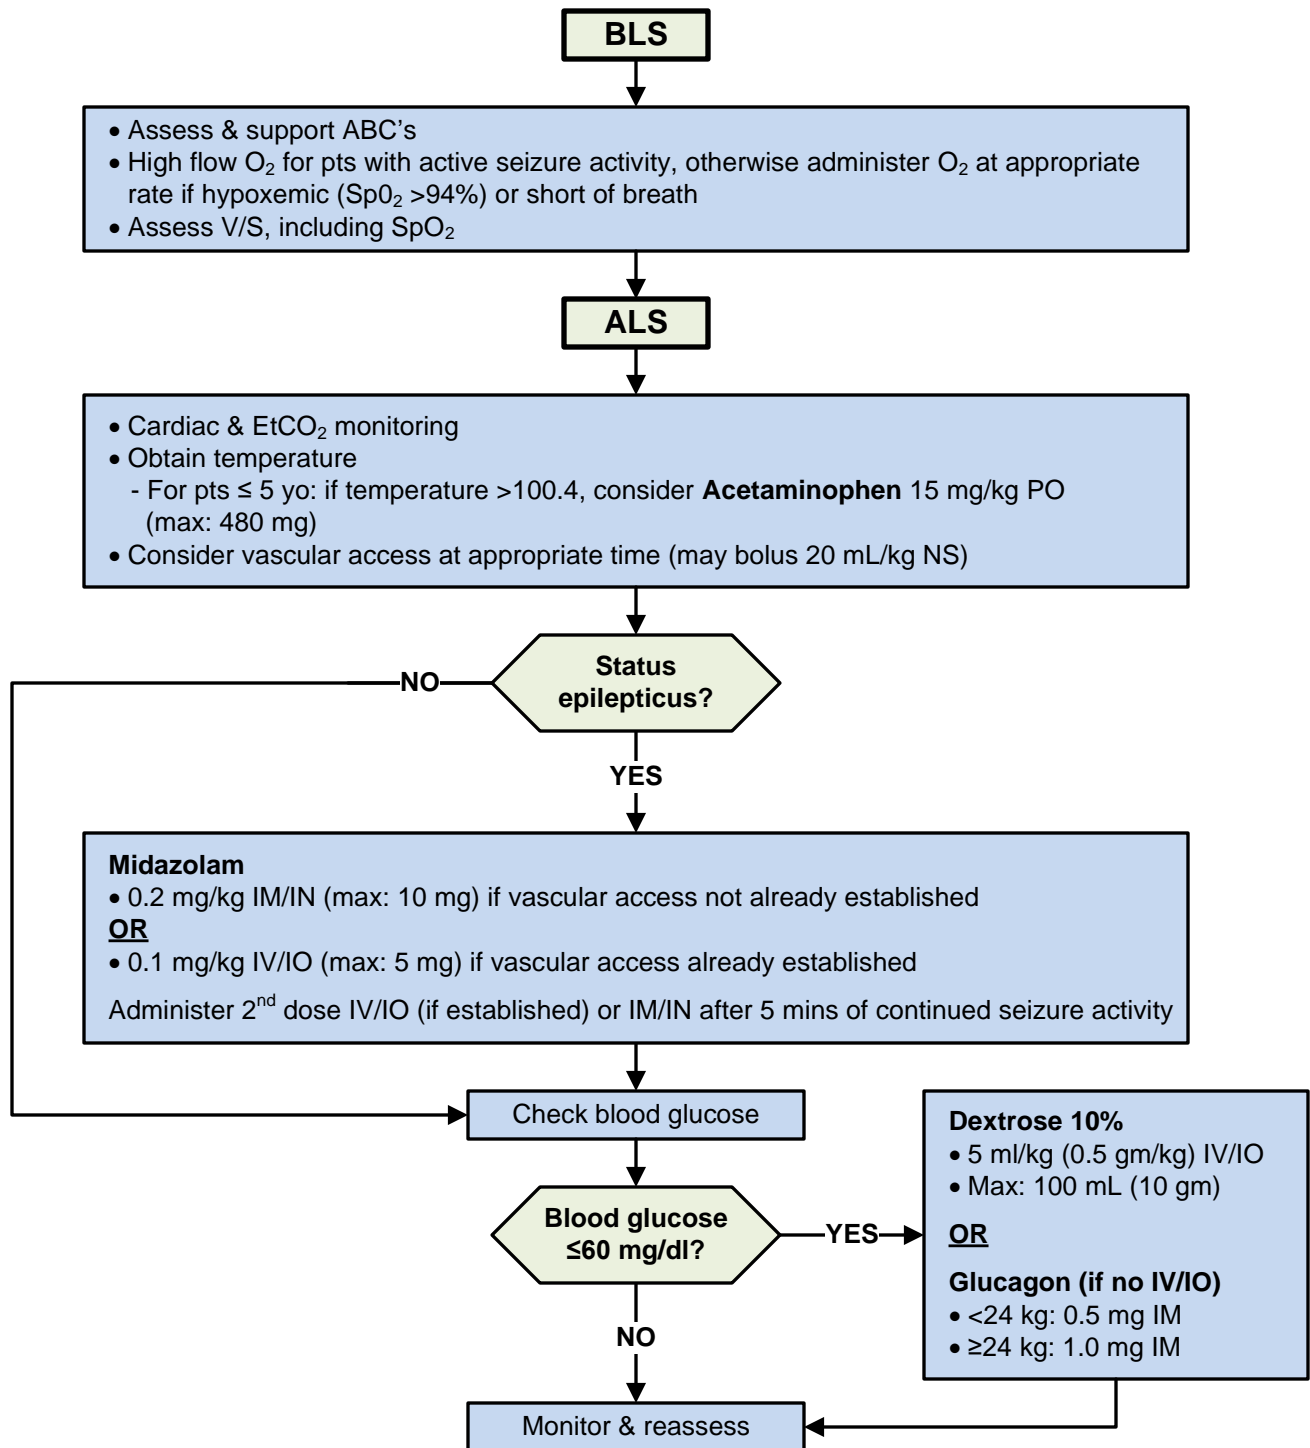 BLS
• Assess & support ABC's
• High flow O₂ for pts with active seizure activity, otherwise administer O₂ at appropriate
rate if hypoxemic (Sp0₂ >94%) or short of breath
• Assess V/S, including SpO₂
ALS
• Cardiac & EtCO₂ monitoring
• Obtain temperature
- For pts ≤ 5 yo: if temperature >100.4, consider Acetaminophen 15 mg/kg PO
(max: 480 mg)
• Consider vascular access at appropriate time (may bolus 20 mL/kg NS)
Status
epilepticus?
NO
YES
Midazolam
• 0.2 mg/kg IM/IN (max: 10 mg) if vascular access not already established
OR
• 0.1 mg/kg IV/IO (max: 5 mg) if vascular access already established
Administer 2nd dose IV/IO (if established) or IM/IN after 5 mins of continued seizure activity
Check blood glucose
Blood glucose
≤60 mg/dl?
YES
Dextrose 10%
• 5 ml/kg (0.5 gm/kg) IV/IO
• Max: 100 mL (10 gm)
OR
Glucagon (if no IV/IO)
• <24 kg: 0.5 mg IM
• ≥24 kg: 1.0 mg IM
NO
Monitor & reassess